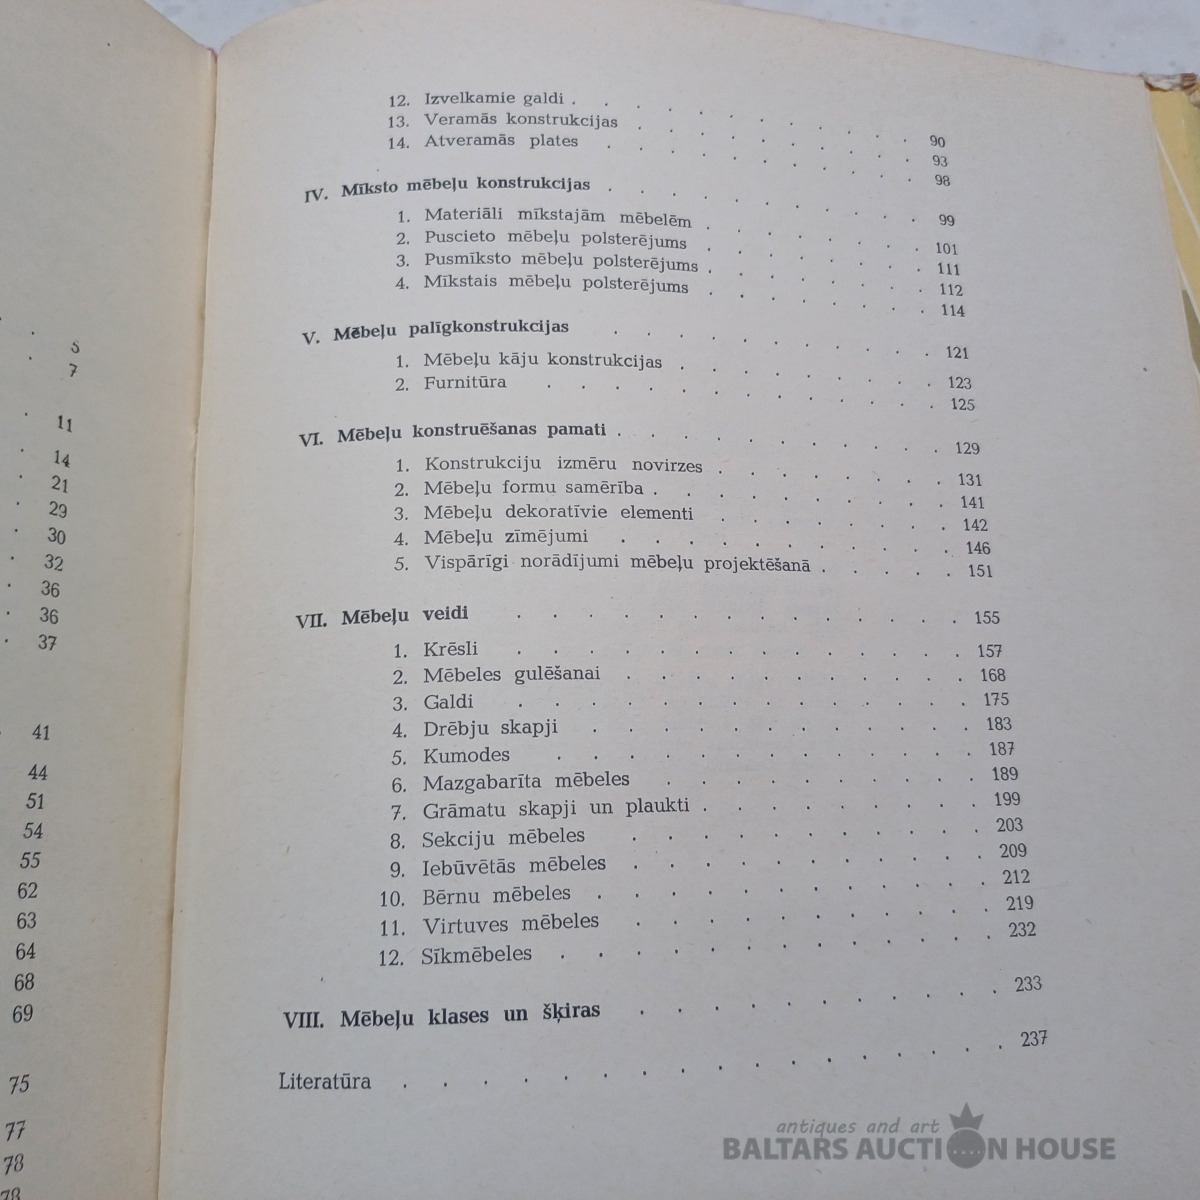 5
7
11
14
21
29
30
32
36
36
37
41
44
51
54
55
62
63
64
68
69
75
77
78
78
12. Izvelkamie galdi . . . . . . . . . . 90
13. Veramās konstrukcijas . . . . . . . . 93
14. Atveramās plates . . . . . . . . . . 98
IV. Mīksto mēbeļu konstrukcijas . . . . . . . . . . 99
1. Materiāli mīkstajām mēbelēm . . . . . . . 101
2. Puscieto mēbeļu polsterējums . . . . . . . 111
3. Pusmīksto mēbeļu polsterējums . . . . . . . 112
4. Mīkstais mēbeļu polsterējums . . . . . . . 114
V. Mēbeļu palīgkonstrukcijas . . . . . . . . . . 121
1. Mēbeļu kāju konstrukcijas . . . . . . . . 123
2. Furnitūra . . . . . . . . . . . . 125
VI. Mēbeļu konstruēšanas pamati . . . . . . . . . . 129
1. Konstrukciju izmēru novirzes . . . . . . . 131
2. Mēbeļu formu samērība . . . . . . . . . 141
3. Mēbeļu dekoratīvie elementi . . . . . . . 142
4. Mēbeļu zīmējumi . . . . . . . . . . 146
5. Vispārīgi norādījumi mēbeļu projektēšanā . . . . . 151
VII. Mēbeļu veidi . . . . . . . . . . . . . 155
1. Krēsli . . . . . . . . . . . . . 157
2. Mēbeles gulēšanai . . . . . . . . . . 168
3. Galdi . . . . . . . . . . . . . 175
4. Drēbju skapji . . . . . . . . . . . 183
5. Kumodes . . . . . . . . . . . . 187
6. Mazgabarīta mēbeles . . . . . . . . . 189
7. Grāmatu skapji un plaukti . . . . . . . . 199
8. Sekciju mēbeles . . . . . . . . . . 203
9. Iebūvētās mēbeles . . . . . . . . . . 209
10. Bērnu mēbeles . . . . . . . . . . . 212
11. Virtuves mēbeles . . . . . . . . . . 219
12. Sīkmēbeles . . . . . . . . . . . . 232
VIII. Mēbeļu klases un šķiras . . . . . . . . . . 233
Literatūra . . . . . . . . . . . . . . . . 237
antiques and art
BALTARS AUCTION HOUSE